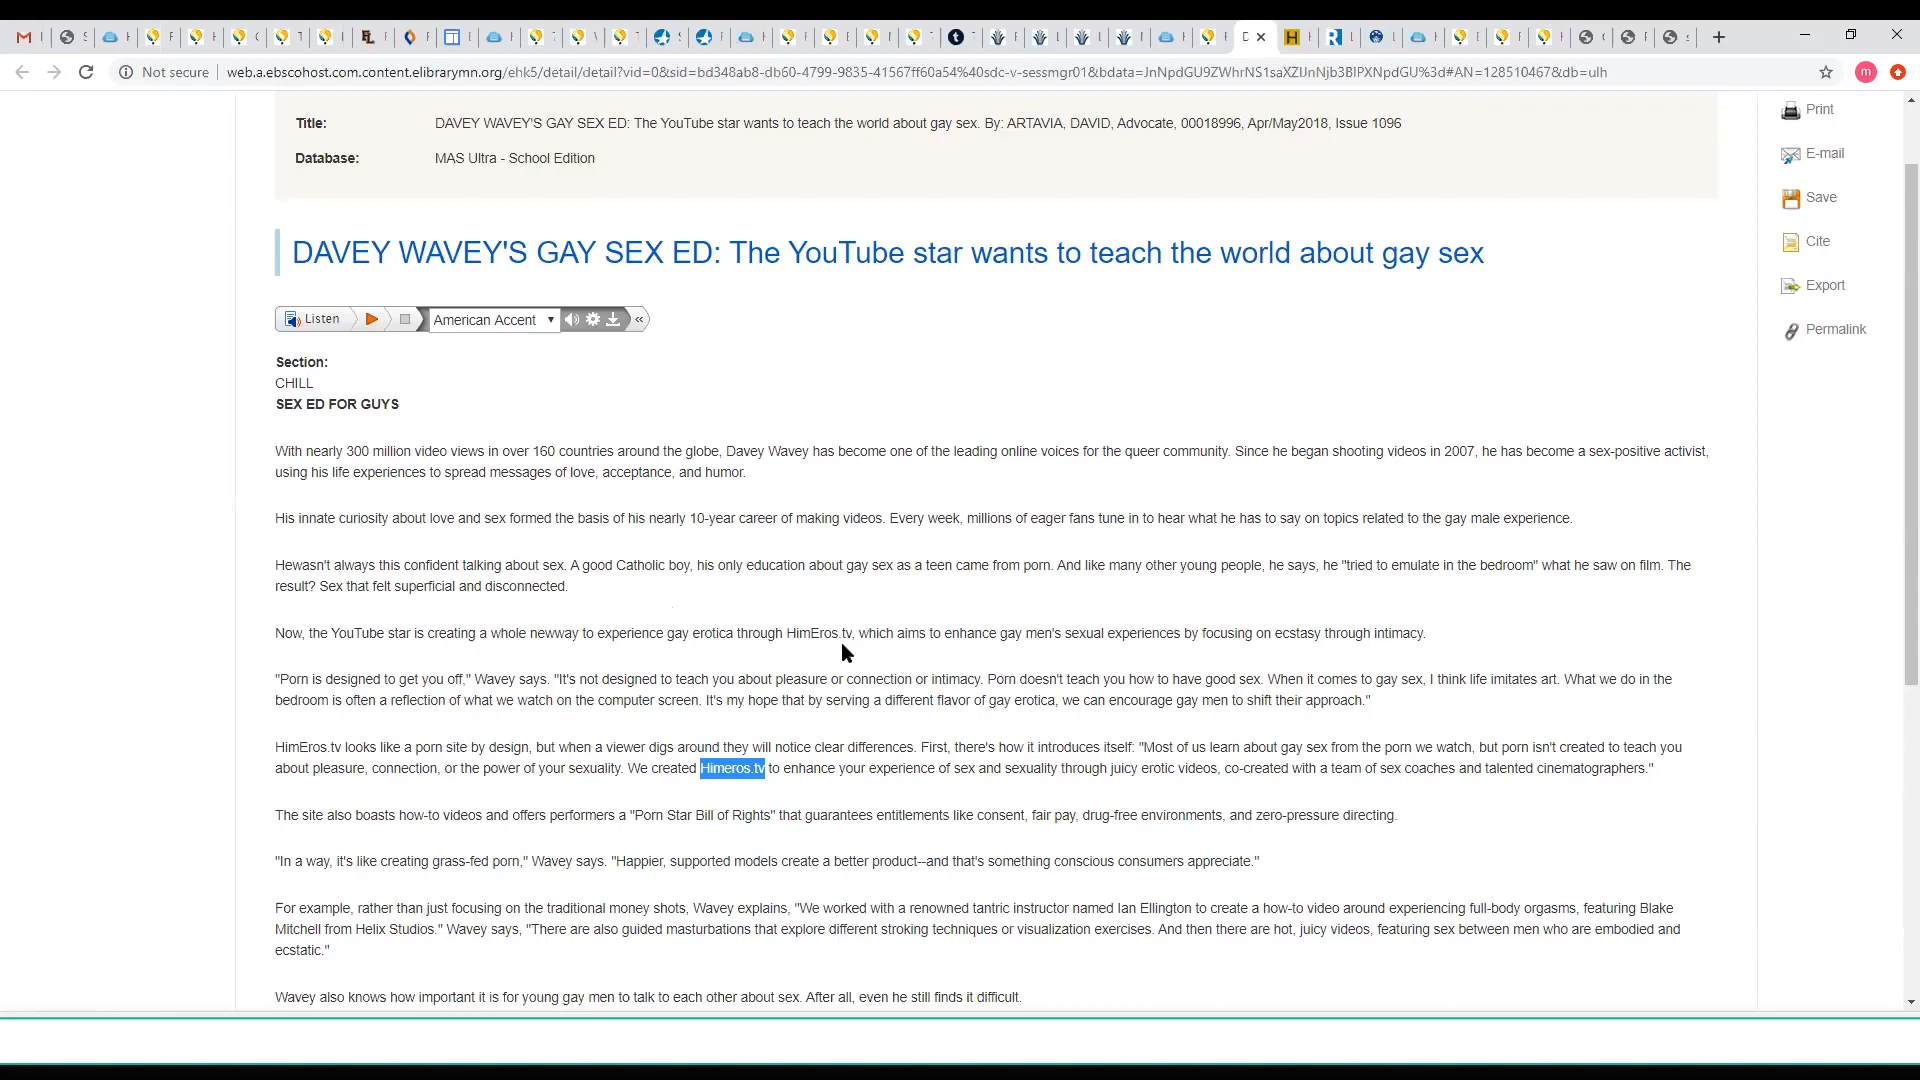 Not secure
web.a.ebscohost.com.content.elibrarymn.org/ehk5/detail/detail?vid=0&sid=bd348ab8-db60-4799-9835-41567ff60a54%40sdc-v-sessmgr01&bdata=JnNpdGU9ZWhrNS1saXZlJnNjb3BlPXNpdGU%3d#AN=128510467&db=ulh
m
Title:
DAVEY WAVEY'S GAY SEX ED: The YouTube star wants to teach the world about gay sex. By: ARTAVIA, DAVID, Advocate, 00018996, Apr/May2018, Issue 1096
Database:
MAS Ultra - School Edition
Print
E-mail
Save
Cite
Export
Permalink
DAVEY WAVEY'S GAY SEX ED: The YouTube star wants to teach the world about gay sex
Listen
American Accent
Section:
CHILL
SEX ED FOR GUYS
With nearly 300 million video views in over 160 countries around the globe, Davey Wavey has become one of the leading online voices for the queer community. Since he began shooting videos in 2007, he has become a sex-positive activist,
using his life experiences to spread messages of love, acceptance, and humor.
His innate curiosity about love and sex formed the basis of his nearly 10-year career of making videos. Every week, millions of eager fans tune in to hear what he has to say on topics related to the gay male experience.
Hewasn't always this confident talking about sex. A good Catholic boy, his only education about gay sex as a teen came from porn. And like many other young people, he says, he "tried to emulate in the bedroom" what he saw on film. The
result? Sex that felt superficial and disconnected.
Now, the YouTube star is creating a whole newway to experience gay erotica through HimEros.tv, which aims to enhance gay men's sexual experiences by focusing on ecstasy through intimacy.
"Porn is designed to get you off," Wavey says. "It's not designed to teach you about pleasure or connection or intimacy. Porn doesn't teach you how to have good sex. When it comes to gay sex, I think life imitates art. What we do in the
bedroom is often a reflection of what we watch on the computer screen. It's my hope that by serving a different flavor of gay erotica, we can encourage gay men to shift their approach."
HimEros.tv looks like a porn site by design, but when a viewer digs around they will notice clear differences. First, there's how it introduces itself: "Most of us learn about gay sex from the porn we watch, but porn isn't created to teach you
about pleasure, connection, or the power of your sexuality. We created Himeros.tv to enhance your experience of sex and sexuality through juicy erotic videos, co-created with a team of sex coaches and talented cinematographers."
The site also boasts how-to videos and offers performers a "Porn Star Bill of Rights" that guarantees entitlements like consent, fair pay, drug-free environments, and zero-pressure directing.
"In a way, it's like creating grass-fed porn," Wavey says. "Happier, supported models create a better product--and that's something conscious consumers appreciate."
For example, rather than just focusing on the traditional money shots, Wavey explains, "We worked with a renowned tantric instructor named Ian Ellington to create a how-to video around experiencing full-body orgasms, featuring Blake
Mitchell from Helix Studios." Wavey says, "There are also guided masturbations that explore different stroking techniques or visualization exercises. And then there are hot, juicy videos, featuring sex between men who are embodied and
ecstatic."
Wavey also knows how important it is for young gay men to talk to each other about sex. After all, even he still finds it difficult.